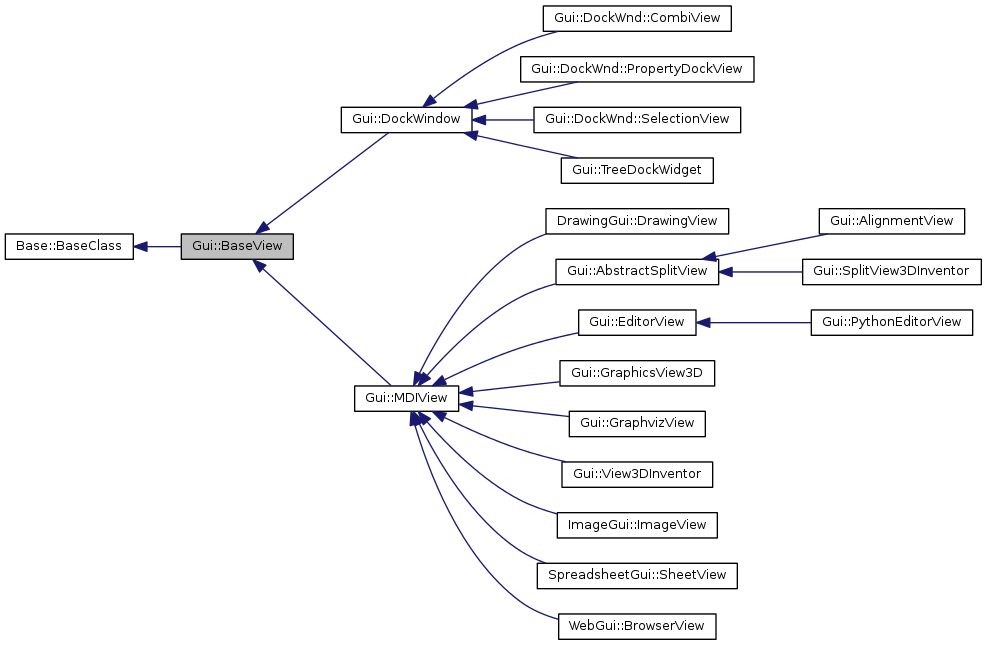 Gui::DockWnd::CombiView
Gui::DockWnd::PropertyDockView
Gui::DockWindow
Gui::DockWnd::SelectionView
Gui::TreeDockWidget
DrawingGui::DrawingView
Gui::AlignmentView
Base::BaseClass
Gui::BaseView
Gui::AbstractSplitView
Gui::SplitView3DInventor
Gui::EditorView
Gui::PythonEditorView
Gui::GraphicsView3D
Gui::MDIView
Gui::GraphvizView
Gui::View3DInventor
ImageGui::ImageView
SpreadsheetGui::SheetView
WebGui::BrowserView